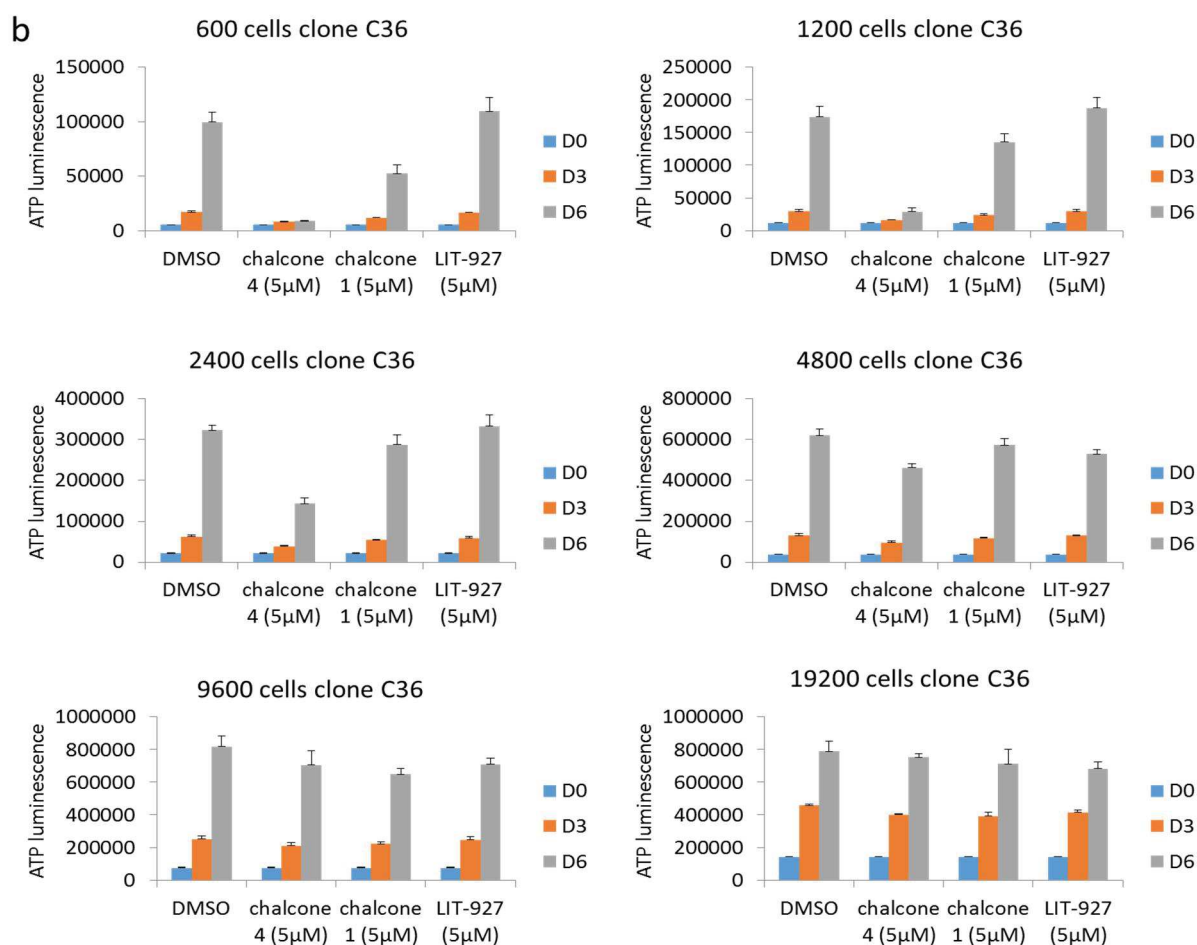 b
600 cells clone C36
ATP luminescence
150000
100000
50000
0
DMSO
chalcone
4 (5µM)
chalcone
1 (5µM)
LIT-927
(5µM)
D0
D3
D6
1200 cells clone C36
ATP luminescence
250000
200000
150000
100000
50000
0
DMSO
chalcone
4 (5µM)
chalcone
1 (5µM)
LIT-927
(5µM)
D0
D3
D6
2400 cells clone C36
ATP luminescence
400000
300000
200000
100000
0
DMSO
chalcone
4 (5µM)
chalcone
1 (5µM)
LIT-927
(5µM)
D0
D3
D6
4800 cells clone C36
ATP luminescence
800000
600000
400000
200000
0
DMSO
chalcone
4 (5µM)
chalcone
1 (5µM)
LIT-927
(5µM)
D0
D3
D6
9600 cells clone C36
ATP luminescence
1000000
800000
600000
400000
200000
0
DMSO
chalcone
4 (5µM)
chalcone
1 (5µM)
LIT-927
(5µM)
D0
D3
D6
19200 cells clone C36
ATP luminescence
1000000
800000
600000
400000
200000
0
DMSO
chalcone
4 (5µM)
chalcone
1 (5µM)
LIT-927
(5µM)
D0
D3
D6